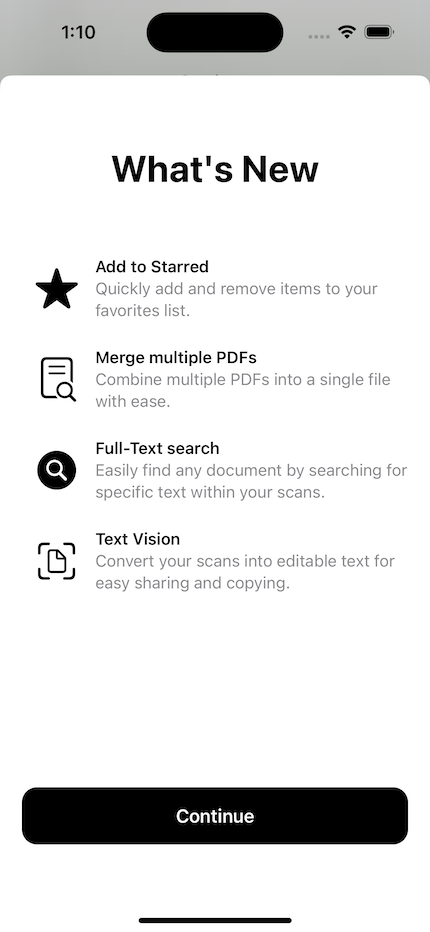 1:10
What's New
Add to Starred
Quickly add and remove items to your
favorites list.
Merge multiple PDFs
Combine multiple PDFs into a single file
with ease.
Full-Text search
Easily find any document by searching for
specific text within your scans.
Text Vision
Convert your scans into editable text for
easy sharing and copying.
Continue